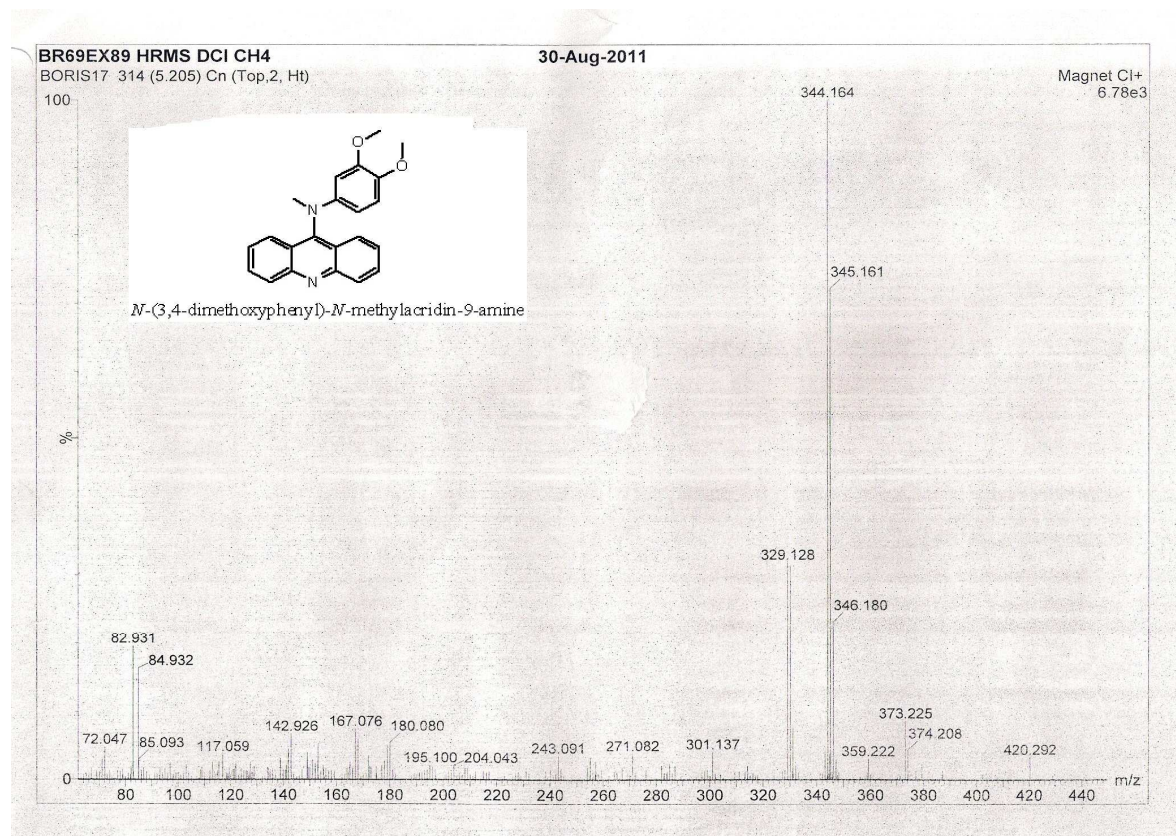 BR69EX89 HRMS DCI CH4 30-Aug-2011
BORIS17 314 (5.205) Cn (Top,2, Ht) Magnet CI+
6.78e3
100
344.164
O
O
N
N
N-(3,4-dimethoxyphenyl)-N-methylacridin-9-amine
345.161
%
329.128
346.180
82.931
84.932
72.047
85.093
117.059
142.926
167.076
180.080
195.100
204.043
243.091
271.082
301.137
359.222
373.225
374.208
420.292
0
80 100 120 140 160 180 200 220 240 260 280 300 320 340 360 380 400 420 440 m/z